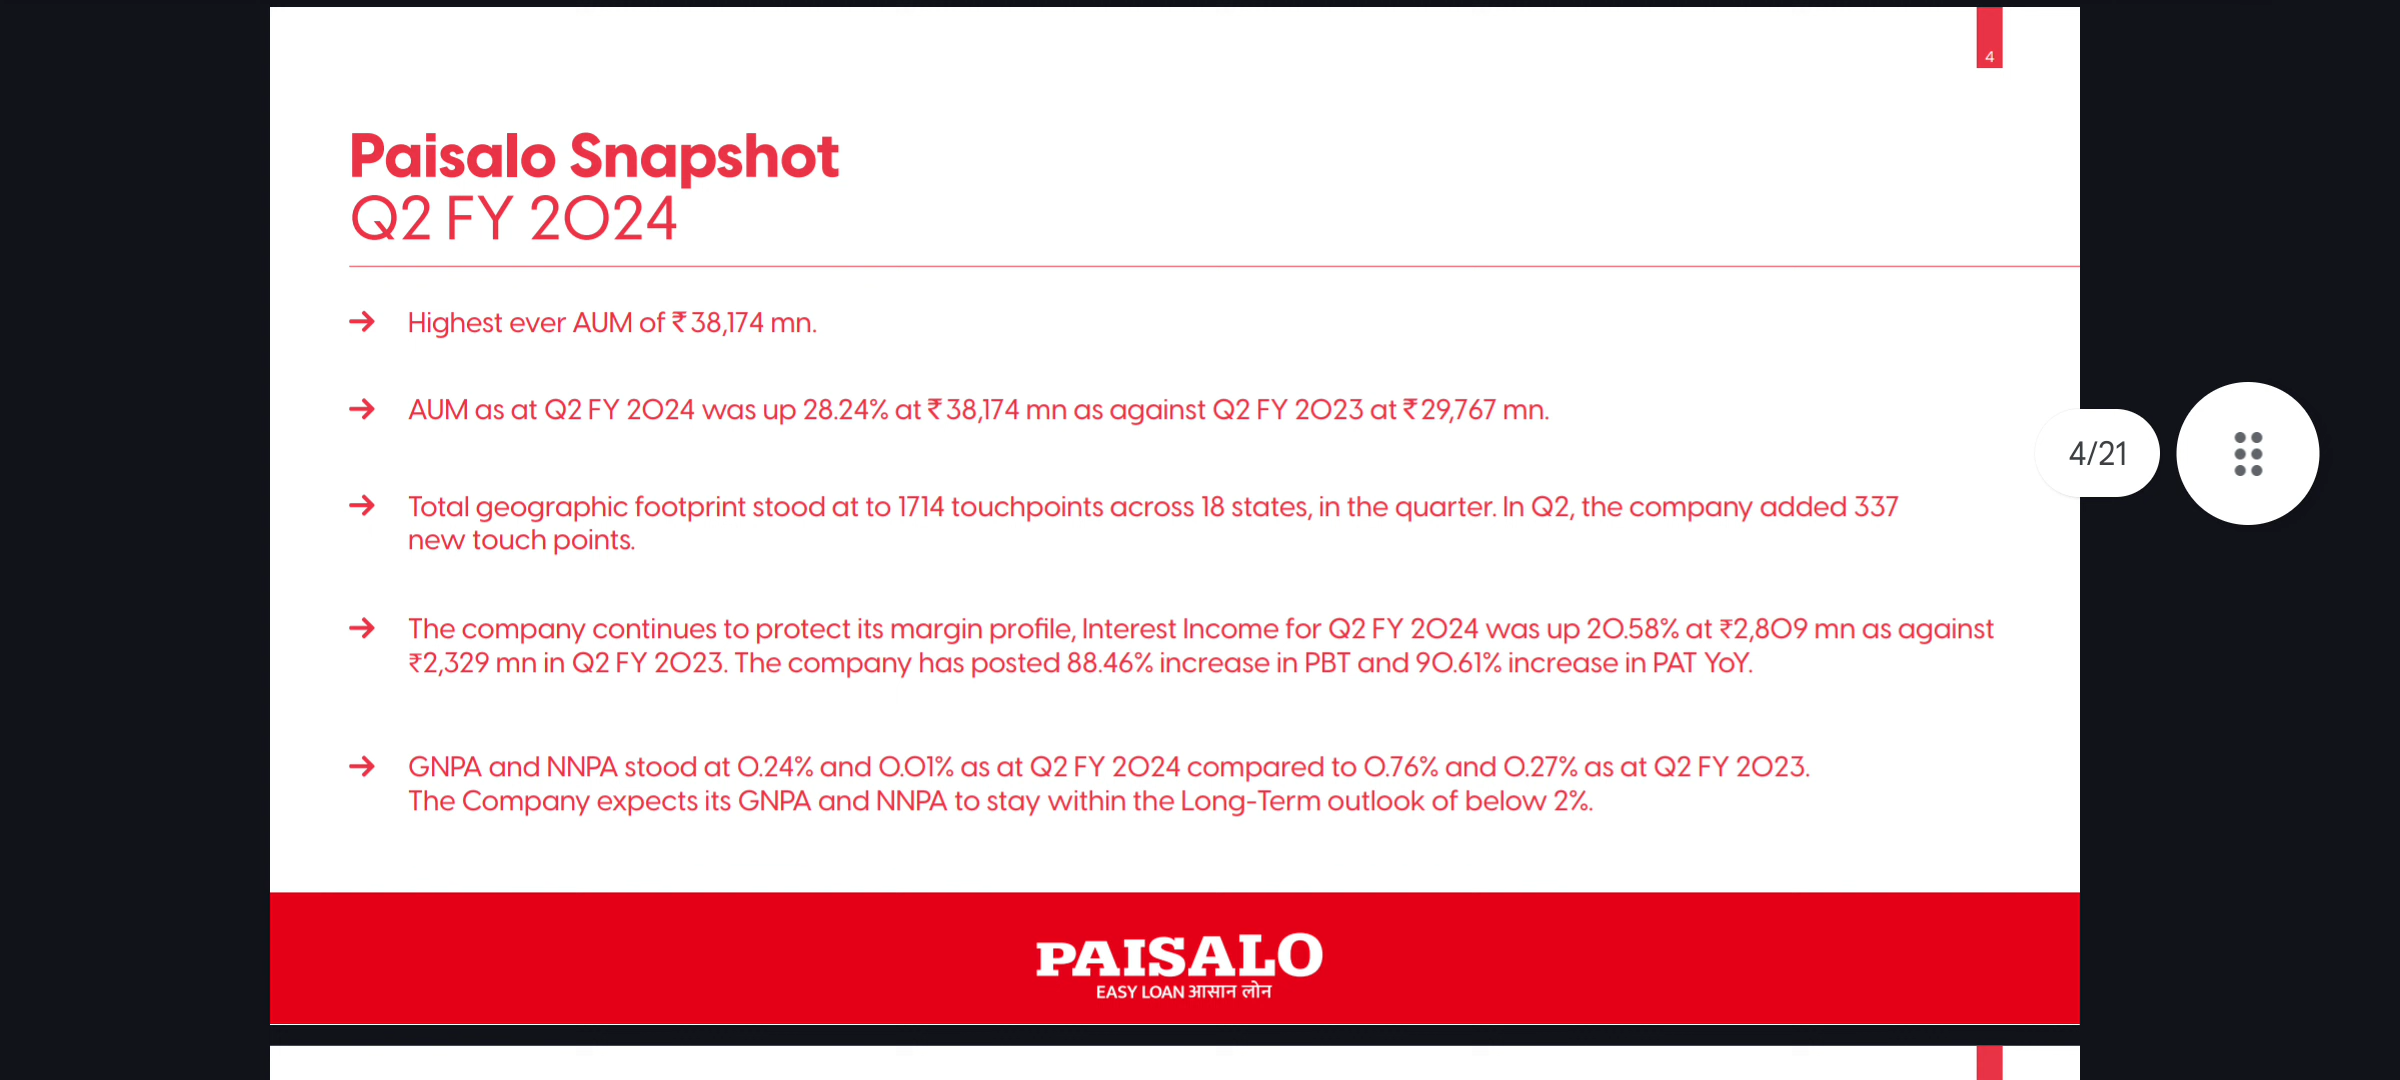 4
Paisalo Snapshot
Q2 FY 2024
→ Highest ever AUM of ₹38,174 mn.
→ AUM as at Q2 FY 2024 was up 28.24% at ₹38,174 mn as against Q2 FY 2023 at ₹29,767 mn.
4/21
→ Total geographic footprint stood at to 1714 touchpoints across 18 states, in the quarter. In Q2, the company added 337
new touch points.
→ The company continues to protect its margin profile, Interest Income for Q2 FY 2024 was up 20.58% at ₹2,809 mn as against
₹2,329 mn in Q2 FY 2023. The company has posted 88.46% increase in PBT and 90.61% increase in PAT YoY.
→ GNPA and NNPA stood at 0.24% and 0.01% as at Q2 FY 2024 compared to 0.76% and 0.27% as at Q2 FY 2023.
The Company expects its GNPA and NNPA to stay within the Long-Term outlook of below 2%.
PAISALO
EASY LOAN आसान लोन